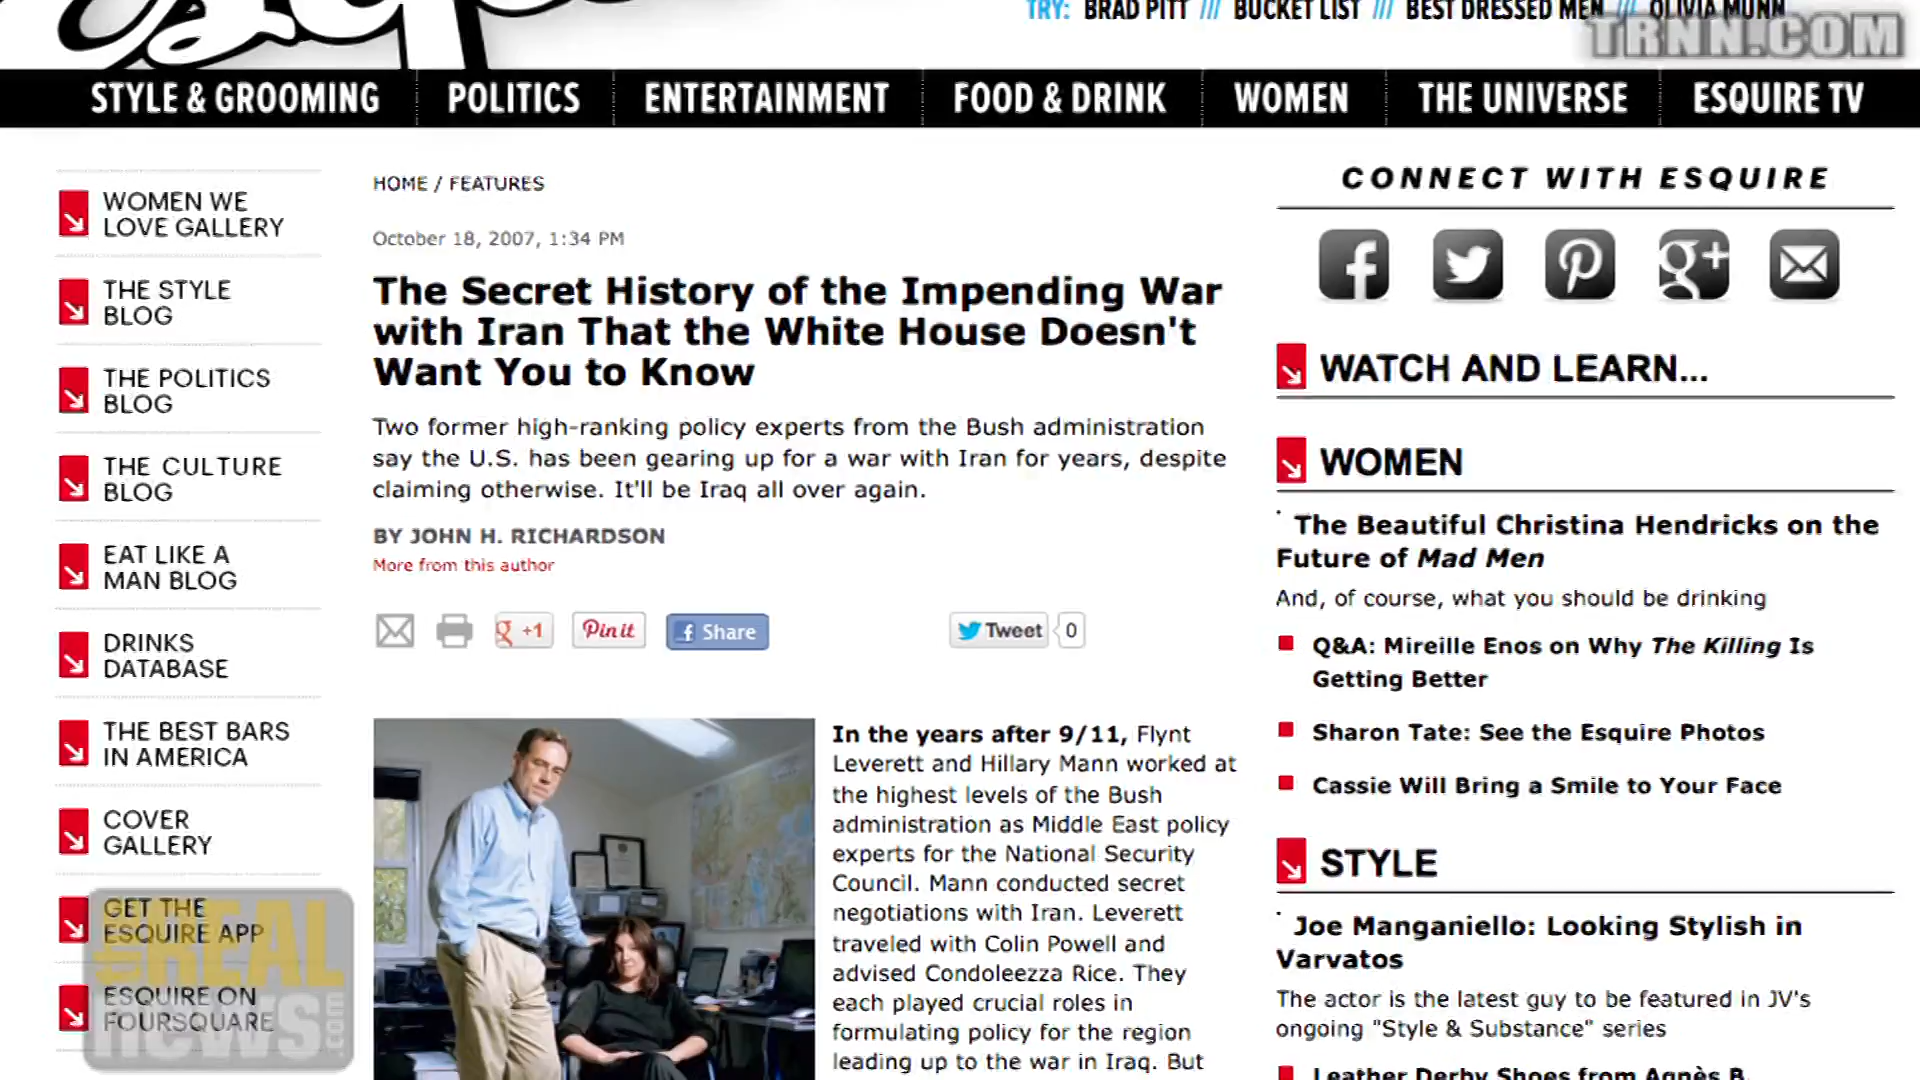 TRY: BRAD PITT /// BUCKET LIST /// BEST DRESSED MEN /// OLIVIA MUNN
TRNN.COM
STYLE & GROOMING
POLITICS
ENTERTAINMENT
FOOD & DRINK
WOMEN
THE UNIVERSE
ESQUIRE TV
WOMEN WE
LOVE GALLERY
THE STYLE
BLOG
THE POLITICS
BLOG
THE CULTURE
BLOG
EAT LIKE A
MAN BLOG
DRINKS
DATABASE
THE BEST BARS
IN AMERICA
COVER
GALLERY
GET THE
ESQUIRE APP
ESQUIRE ON
FOURSQUARE
THE REAL
news.com
HOME / FEATURES
October 18, 2007, 1:34 PM
The Secret History of the Impending War
with Iran That the White House Doesn't
Want You to Know
Two former high-ranking policy experts from the Bush administration
say the U.S. has been gearing up for a war with Iran for years, despite
claiming otherwise. It'll be Iraq all over again.
BY JOHN H. RICHARDSON
More from this author
g +1
Pin it
f Share
Tweet
0
In the years after 9/11, Flynt
Leverett and Hillary Mann worked at
the highest levels of the Bush
administration as Middle East policy
experts for the National Security
Council. Mann conducted secret
negotiations with Iran. Leverett
traveled with Colin Powell and
advised Condoleezza Rice. They
each played crucial roles in
formulating policy for the region
leading up to the war in Iraq. But
CONNECT WITH ESQUIRE
f
g+
WATCH AND LEARN...
WOMEN
The Beautiful Christina Hendricks on the
Future of Mad Men
And, of course, what you should be drinking
Q&A: Mireille Enos on Why The Killing Is
Getting Better
Sharon Tate: See the Esquire Photos
Cassie Will Bring a Smile to Your Face
STYLE
Joe Manganiello: Looking Stylish in
Varvatos
The actor is the latest guy to be featured in JV's
ongoing "Style & Substance" series
Leather Derby Shoes from Agnès B.